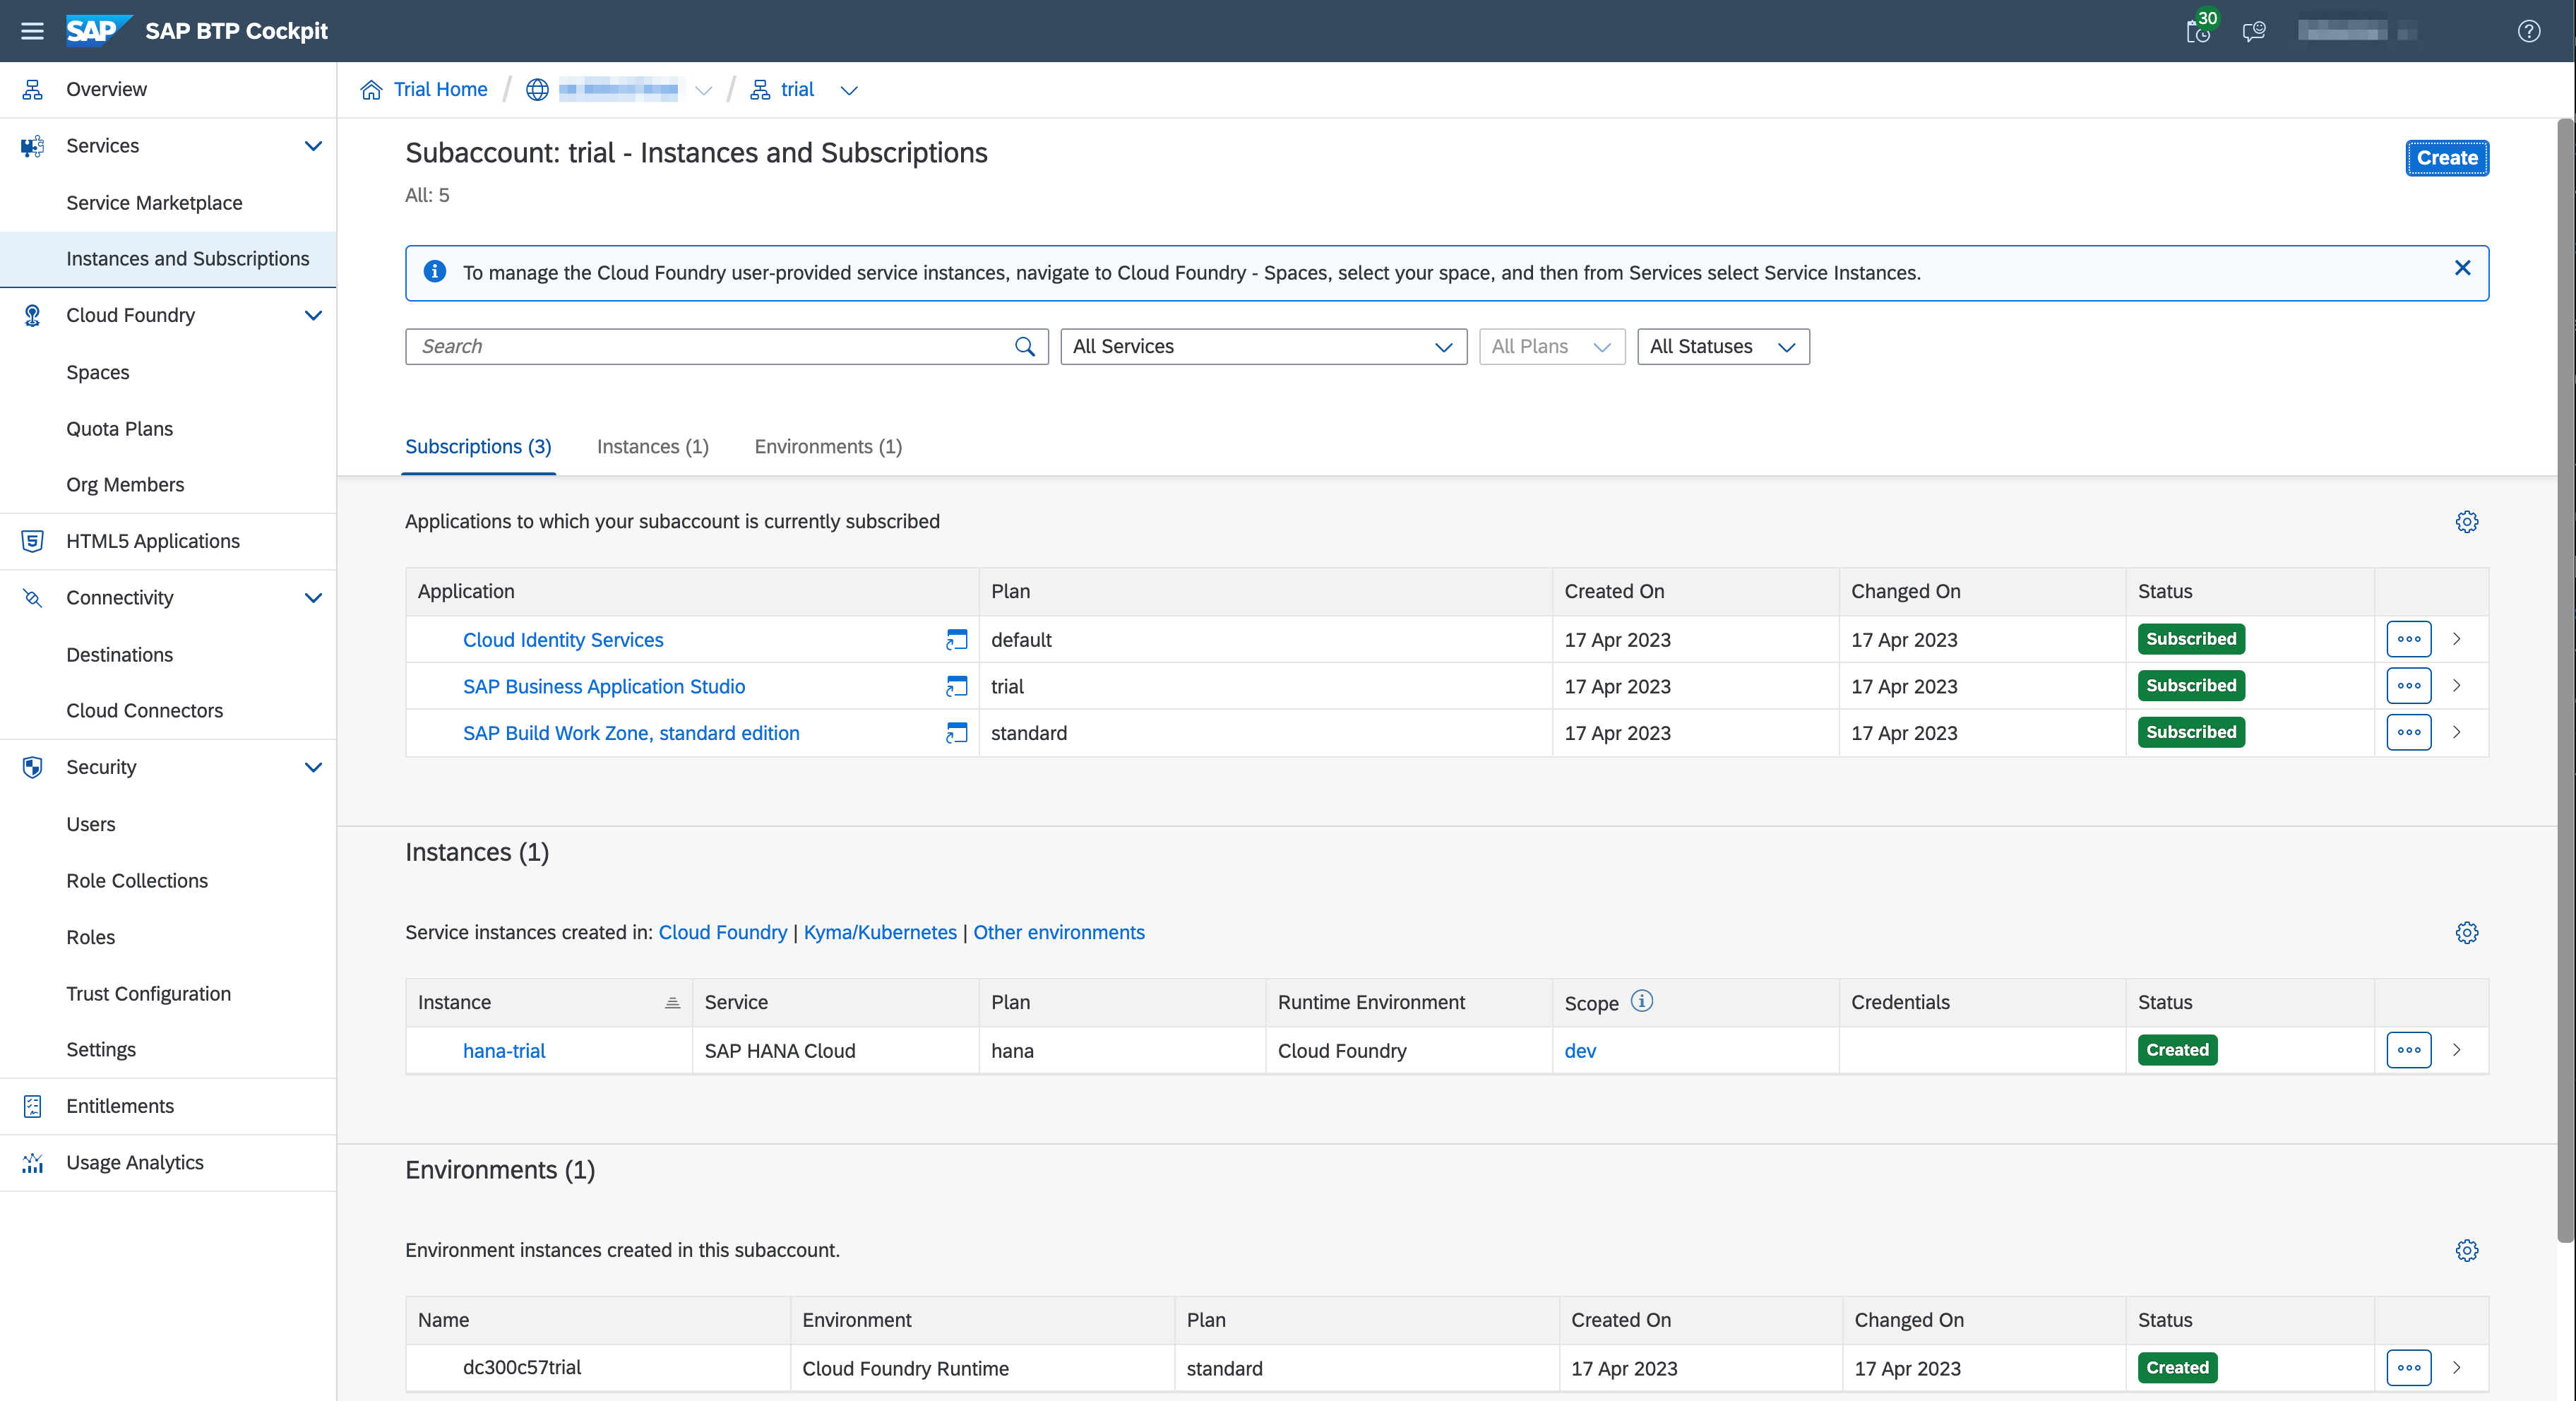 SAP SAP BTP Cockpit 30
Overview
Services
Service Marketplace
Instances and Subscriptions
Cloud Foundry
Spaces
Quota Plans
Org Members
HTML5 Applications
Connectivity
Destinations
Cloud Connectors
Security
Users
Role Collections
Roles
Trust Configuration
Settings
Entitlements
Usage Analytics
Trial Home / / trial
Subaccount: trial - Instances and Subscriptions
Create
All: 5
To manage the Cloud Foundry user-provided service instances, navigate to Cloud Foundry - Spaces, select your space, and then from Services select Service Instances.
Search All Services All Plans All Statuses
Subscriptions (3) Instances (1) Environments (1)
Applications to which your subaccount is currently subscribed
Application Plan Created On Changed On Status
Cloud Identity Services default 17 Apr 2023 17 Apr 2023 Subscribed
SAP Business Application Studio trial 17 Apr 2023 17 Apr 2023 Subscribed
SAP Build Work Zone, standard edition standard 17 Apr 2023 17 Apr 2023 Subscribed
Instances (1)
Service instances created in: Cloud Foundry | Kyma/Kubernetes | Other environments
Instance Service Plan Runtime Environment Scope Credentials Status
hana-trial SAP HANA Cloud hana Cloud Foundry dev Created
Environments (1)
Environment instances created in this subaccount.
Name Environment Plan Created On Changed On Status
dc300c57trial Cloud Foundry Runtime standard 17 Apr 2023 17 Apr 2023 Created